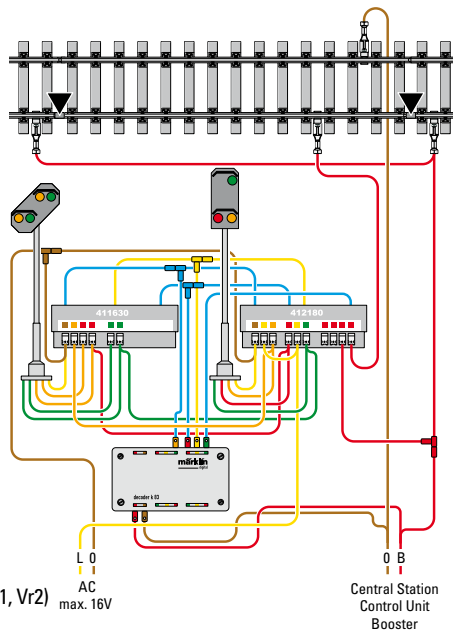 411630
412180
märklin
digital
decoder k 83
L 0
0 B
1, Vr2)
AC
max. 16V
Central Station
Control Unit
Booster